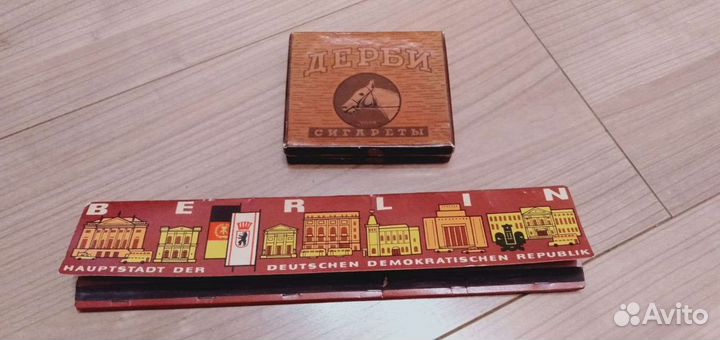 ДЕРБИ
СИГАРЕТЫ
BERLIN
HAUPTSTADT DER DEUTSCHEN DEMOKRATISCHEN REPUBLIK
Avito